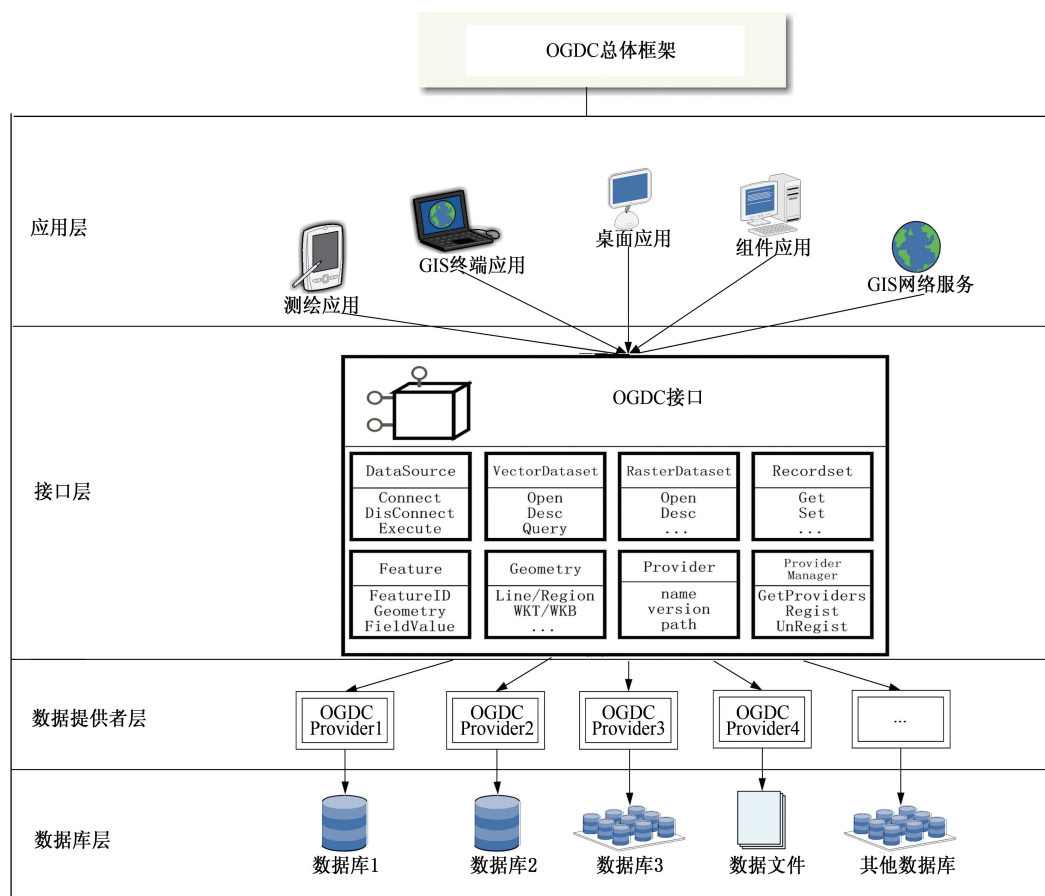 OGDC总体框架
应用层
测绘应用
GIS终端应用
桌面应用
组件应用
GIS网络服务
接口层
OGDC接口
DataSource
Connect
DisConnect
Execute
VectorDataset
Open
Desc
Query
RasterDataset
Open
Desc
...
Recordset
Get
Set
...
Feature
FeatureID
Geometry
FieldValue
Geometry
Line/Region
WKT/WKB
...
Provider
name
version
path
Provider
Manager
GetProviders
Regist
UnRegist
数据提供者层
OGDC
Provider1
OGDC
Provider2
OGDC
Provider3
OGDC
Provider4
...
数据库层
数据库1
数据库2
数据库3
数据文件
其他数据库